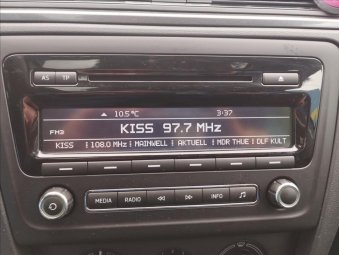 AS TP
10.5°C 3:37
FM3 KISS 97.7 MHz
KISS 108.0 MHz MAINWELL AKTUELL MDR THUE DLF KULT
MEDIA RADIO INFO